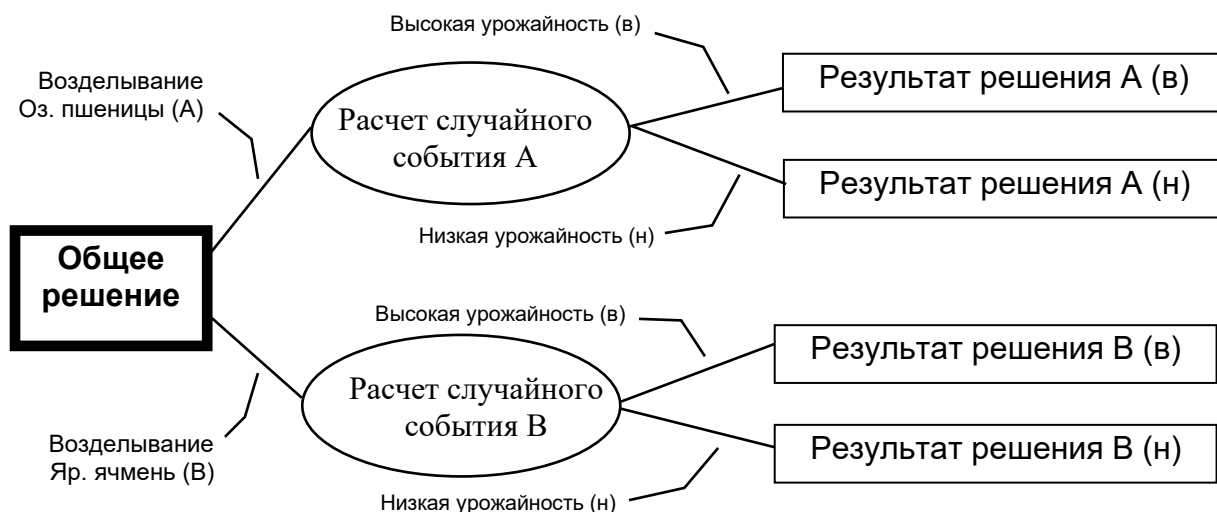 Высокая урожайность (в)
Возделывание
Оз. пшеницы (А)
Расчет случайного
события А
Результат решения А (в)
Результат решения А (н)
Низкая урожайность (н)
Общее
решение
Высокая урожайность (в)
Расчет случайного
события В
Результат решения В (в)
Результат решения В (н)
Возделывание
Яр. ячмень (В)
Низкая урожайность (н)